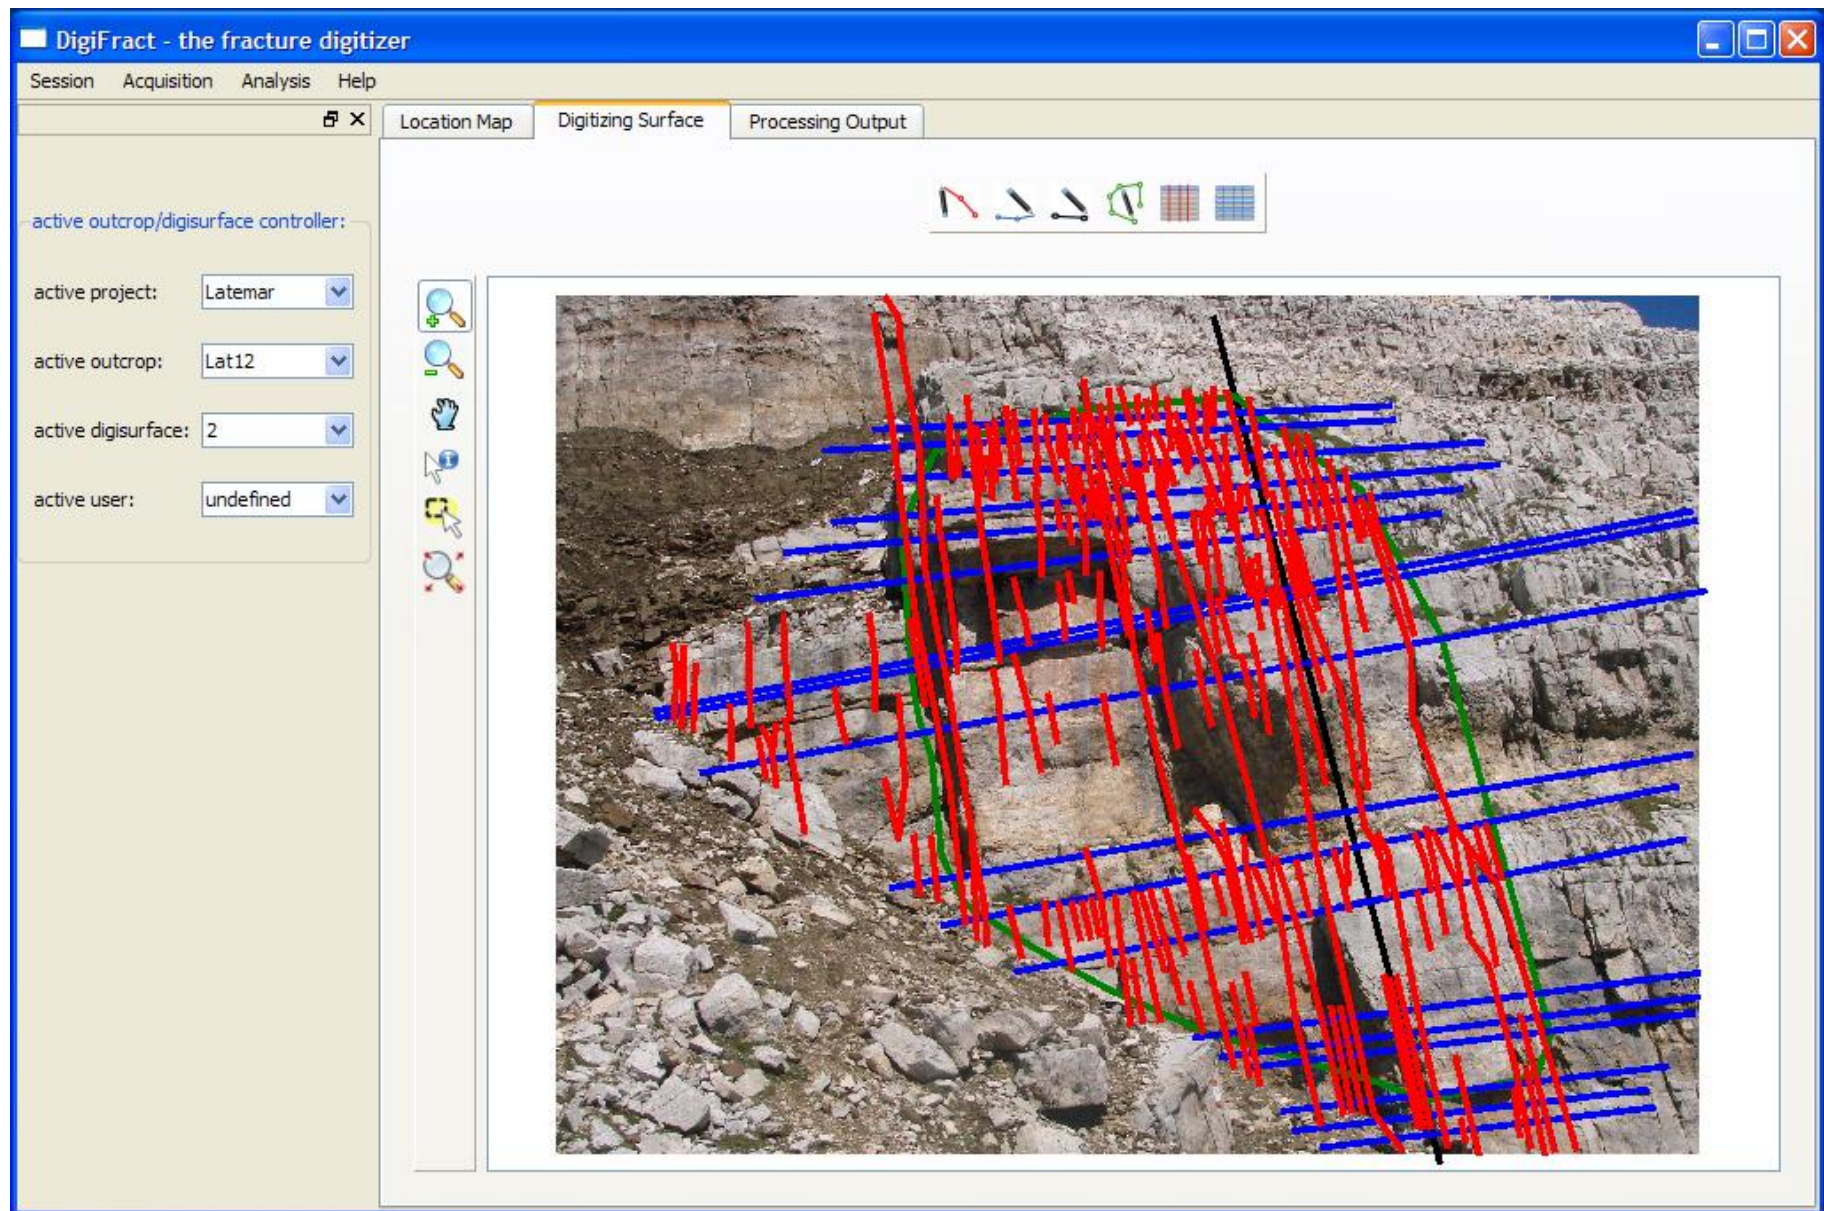 DigiFract - the fracture digitizer
Session Acquisition Analysis Help
Location Map Digitizing Surface Processing Output
active outcrop/digisurface controller:
active project: Latemar
active outcrop: Lat12
active digisurface: 2
active user: undefined